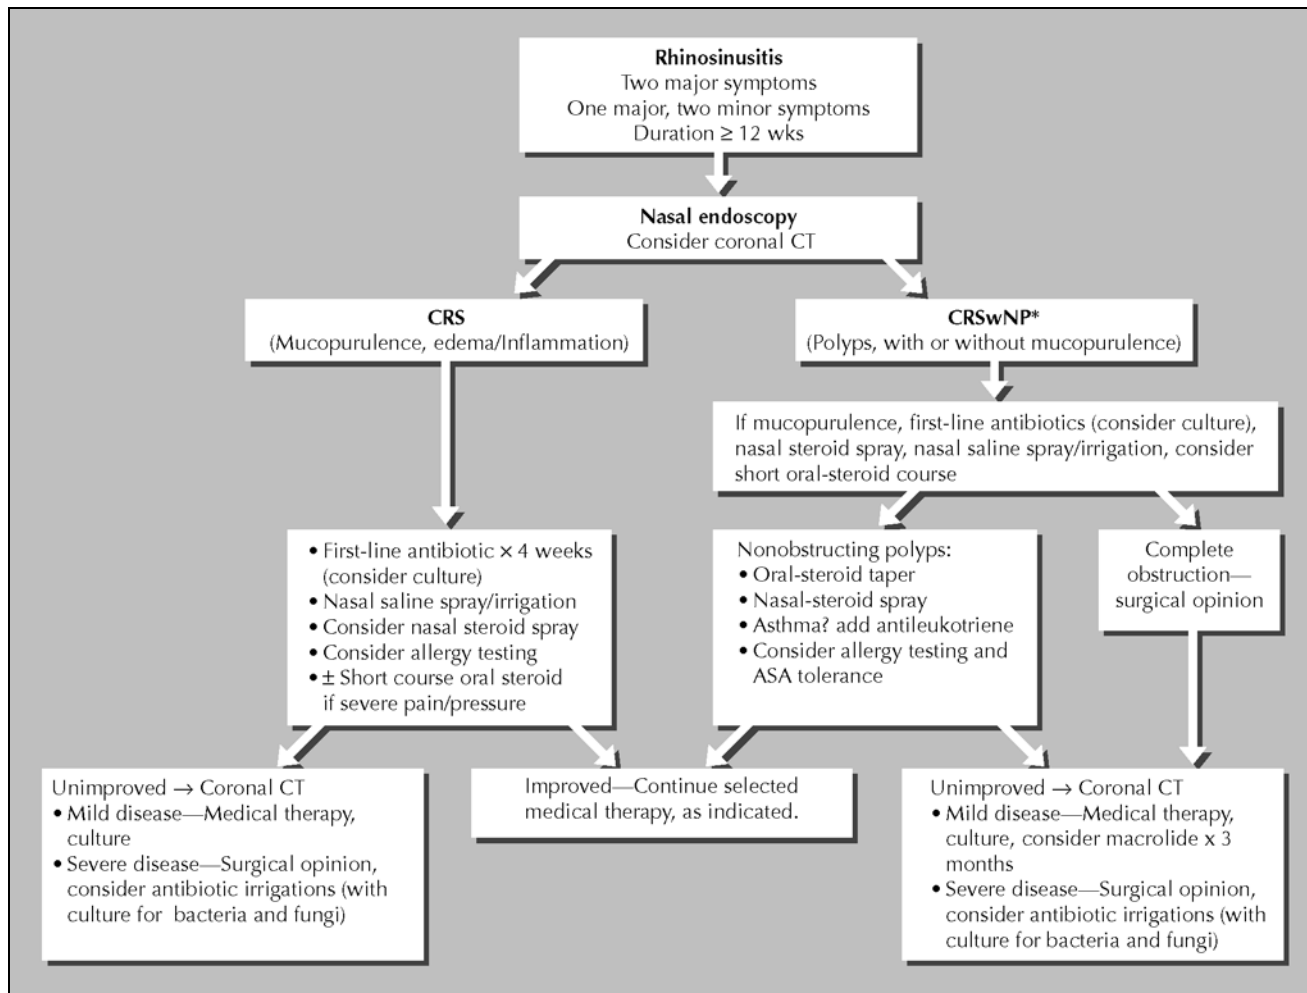 Rhinosinusitis
Two major symptoms
One major, two minor symptoms
Duration ≥ 12 wks
Nasal endoscopy
Consider coronal CT
CRS
(Mucopurulence, edema/Inflammation)
CRSwNP*
(Polyps, with or without mucopurulence)
If mucopurulence, first-line antibiotics (consider culture),
nasal steroid spray, nasal saline spray/irrigation, consider
short oral-steroid course
• First-line antibiotic × 4 weeks
(consider culture)
• Nasal saline spray/irrigation
• Consider nasal steroid spray
• Consider allergy testing
• ± Short course oral steroid
if severe pain/pressure
Nonobstructing polyps:
• Oral-steroid taper
• Nasal-steroid spray
• Asthma? add antileukotriene
• Consider allergy testing and
ASA tolerance
Complete
obstruction—
surgical opinion
Unimproved → Coronal CT
• Mild disease—Medical therapy,
culture
• Severe disease—Surgical opinion,
consider antibiotic irrigations (with
culture for bacteria and fungi)
Improved—Continue selected
medical therapy, as indicated.
Unimproved → Coronal CT
• Mild disease—Medical therapy,
culture, consider macrolide x 3
months
• Severe disease—Surgical opinion,
consider antibiotic irrigations (with
culture for bacteria and fungi)